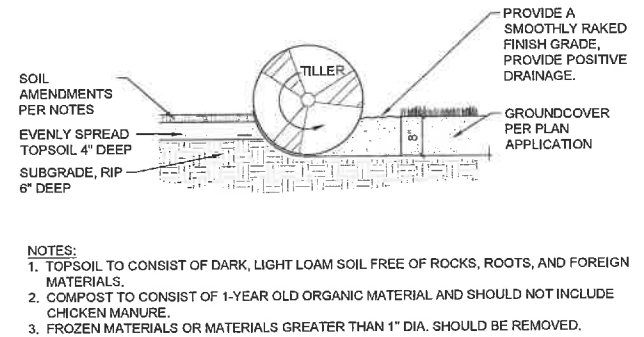 PROVIDE A
SMOOTHLY RAKED
FINISH GRADE,
PROVIDE POSITIVE
DRAINAGE.
TILLER
SOIL
AMENDMENTS
PER NOTES
EVENLY SPREAD
TOPSOIL 4" DEEP
SUBGRADE, RIP
6" DEEP
8"
GROUNDCOVER
PER PLAN
APPLICATION
NOTES:
1. TOPSOIL TO CONSIST OF DARK, LIGHT LOAM SOIL FREE OF ROCKS, ROOTS, AND FOREIGN
MATERIALS.
2. COMPOST TO CONSIST OF 1-YEAR OLD ORGANIC MATERIAL AND SHOULD NOT INCLUDE
CHICKEN MANURE.
3. FROZEN MATERIALS OR MATERIALS GREATER THAN 1" DIA. SHOULD BE REMOVED.